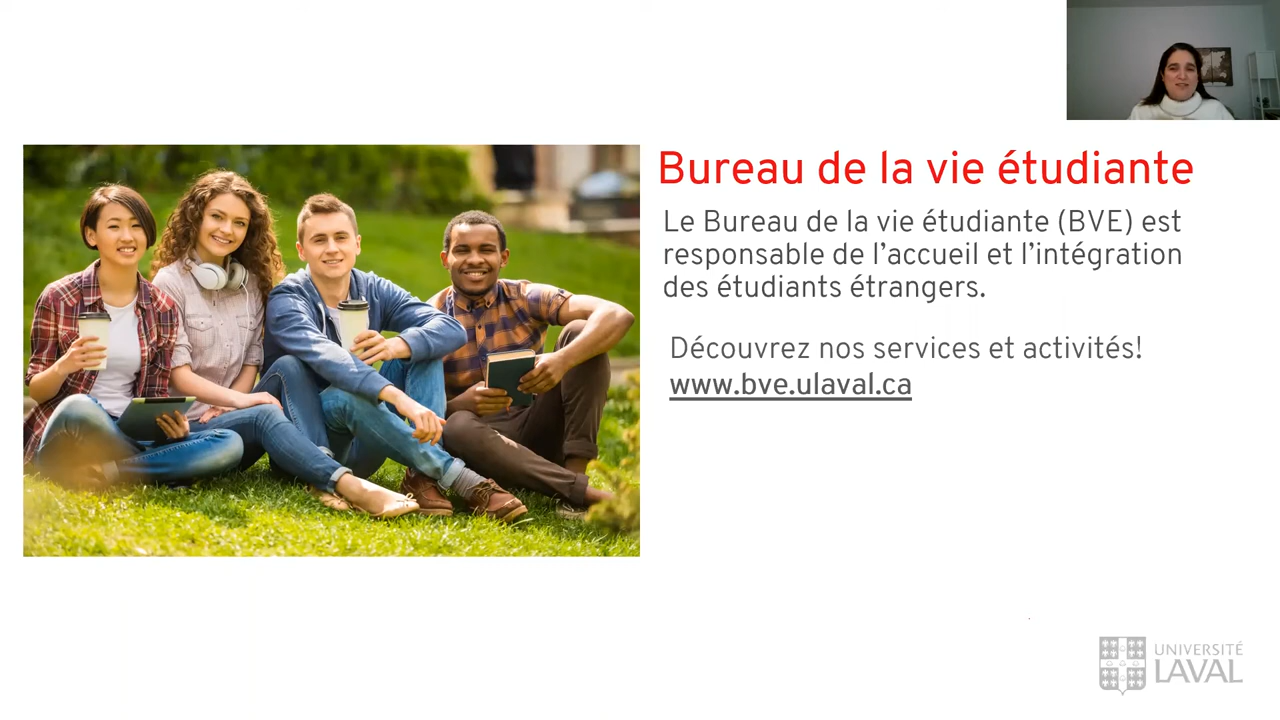 Bureau de la vie étudiante
Le Bureau de la vie étudiante (BVE) est
responsable de l’accueil et l’intégration
des étudiants étrangers.
Découvrez nos services et activités!
www.bve.ulaval.ca
UNIVERSITÉ
LAVAL